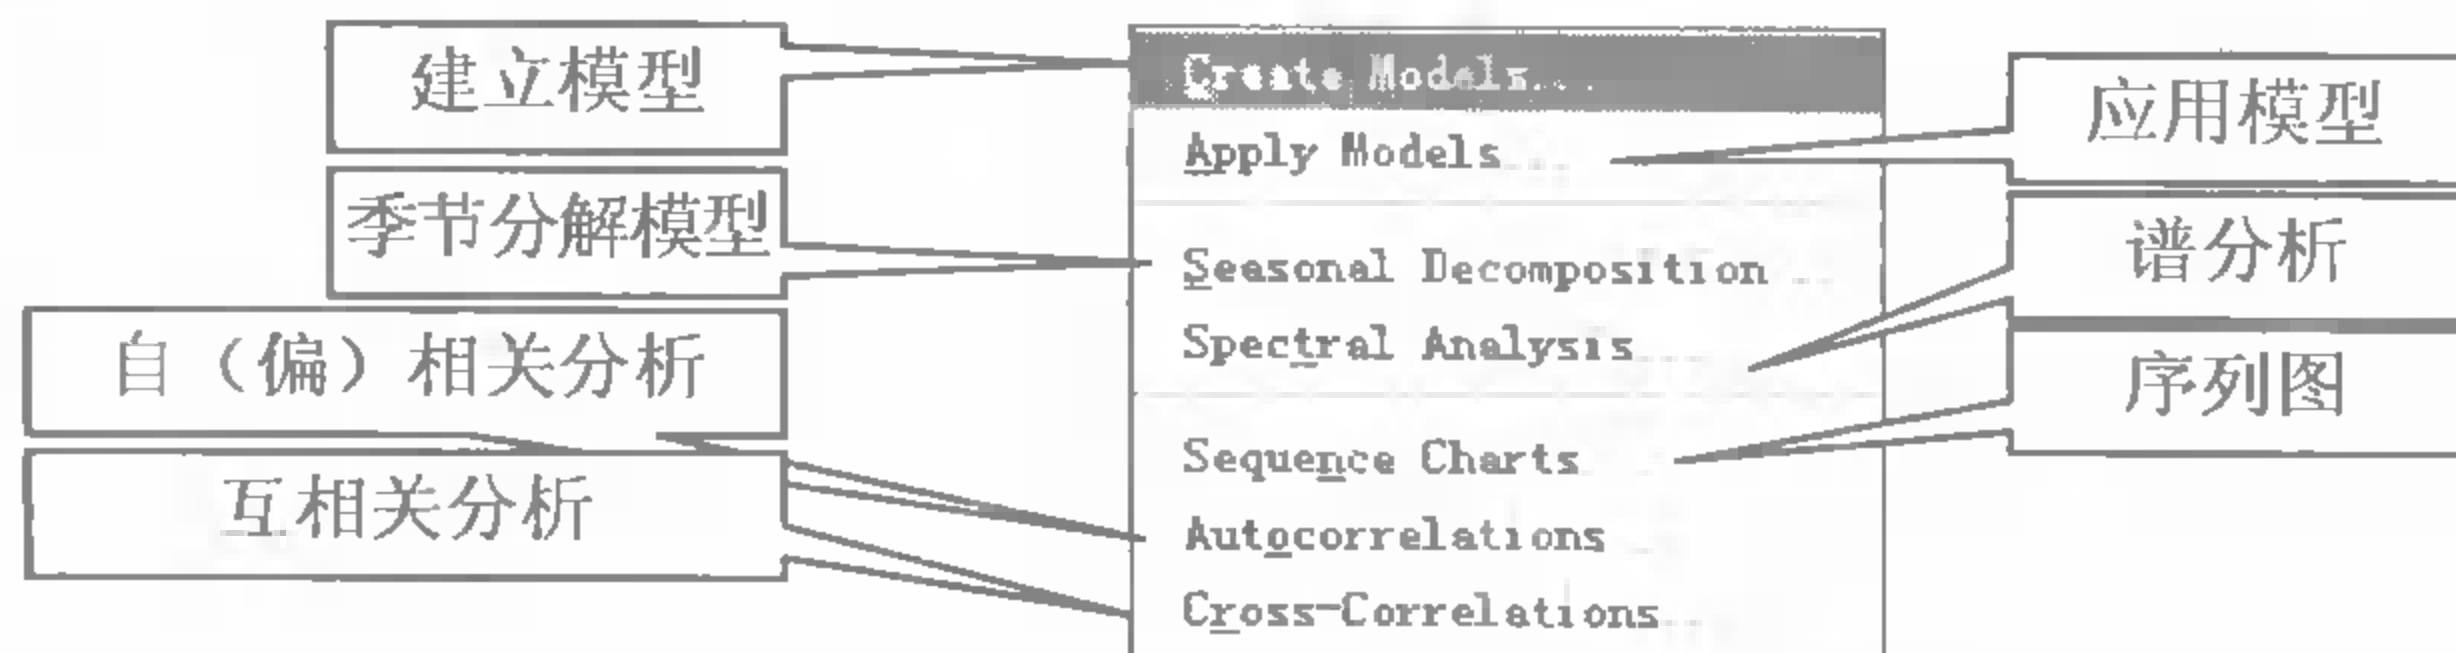 建立模型
季节分解模型
自（偏）相关分析
互相关分析
Create Models...
Apply Models...
Seasonal Decomposition...
Spectral Analysis...
Sequence Charts
Autocorrelations
Cross-Correlations
应用模型
谱分析
序列图